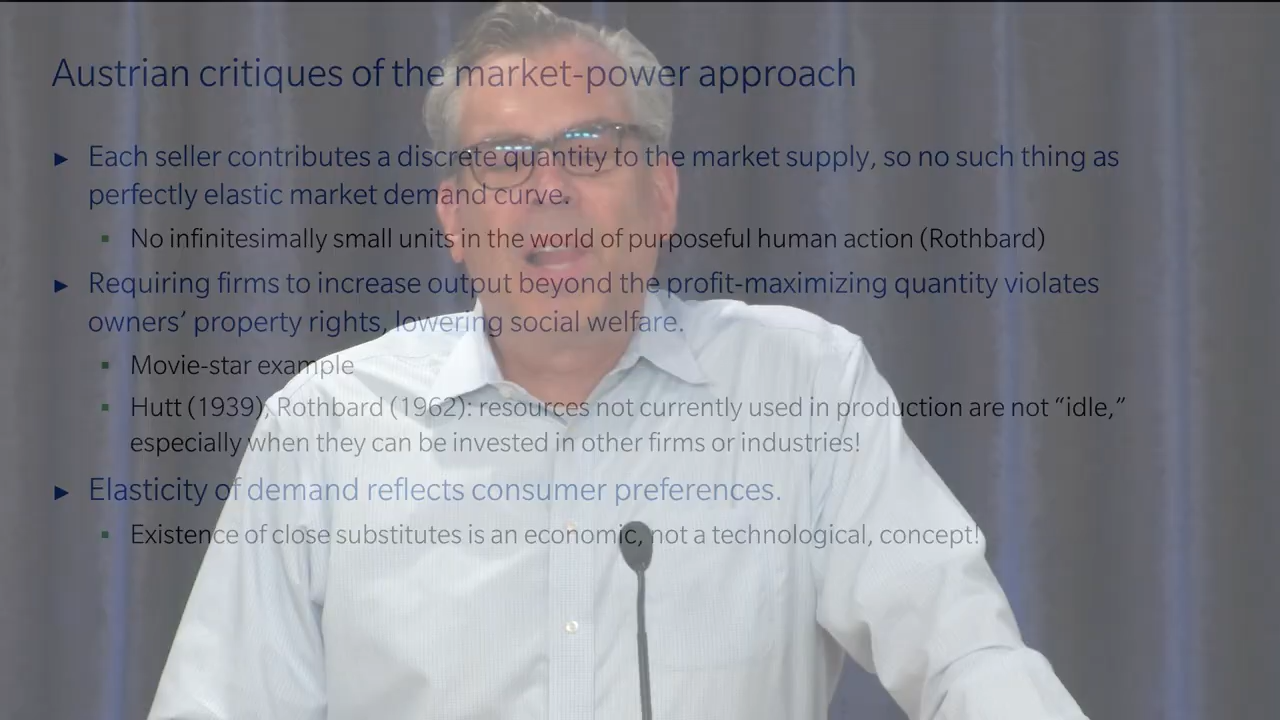 Austrian critiques of the market-power approach
► Each seller contributes a discrete quantity to the market supply, so no such thing as
perfectly elastic market demand curve.
▪ No infinitesimally small units in the world of purposeful human action (Rothbard)
► Requiring firms to increase output beyond the profit-maximizing quantity violates
owners’ property rights, lowering social welfare.
▪ Movie-star example
▪ Hutt (1939), Rothbard (1962): resources not currently used in production are not “idle,”
especially when they can be invested in other firms or industries!
► Elasticity of demand reflects consumer preferences.
▪ Existence of close substitutes is an economic, not a technological, concept!